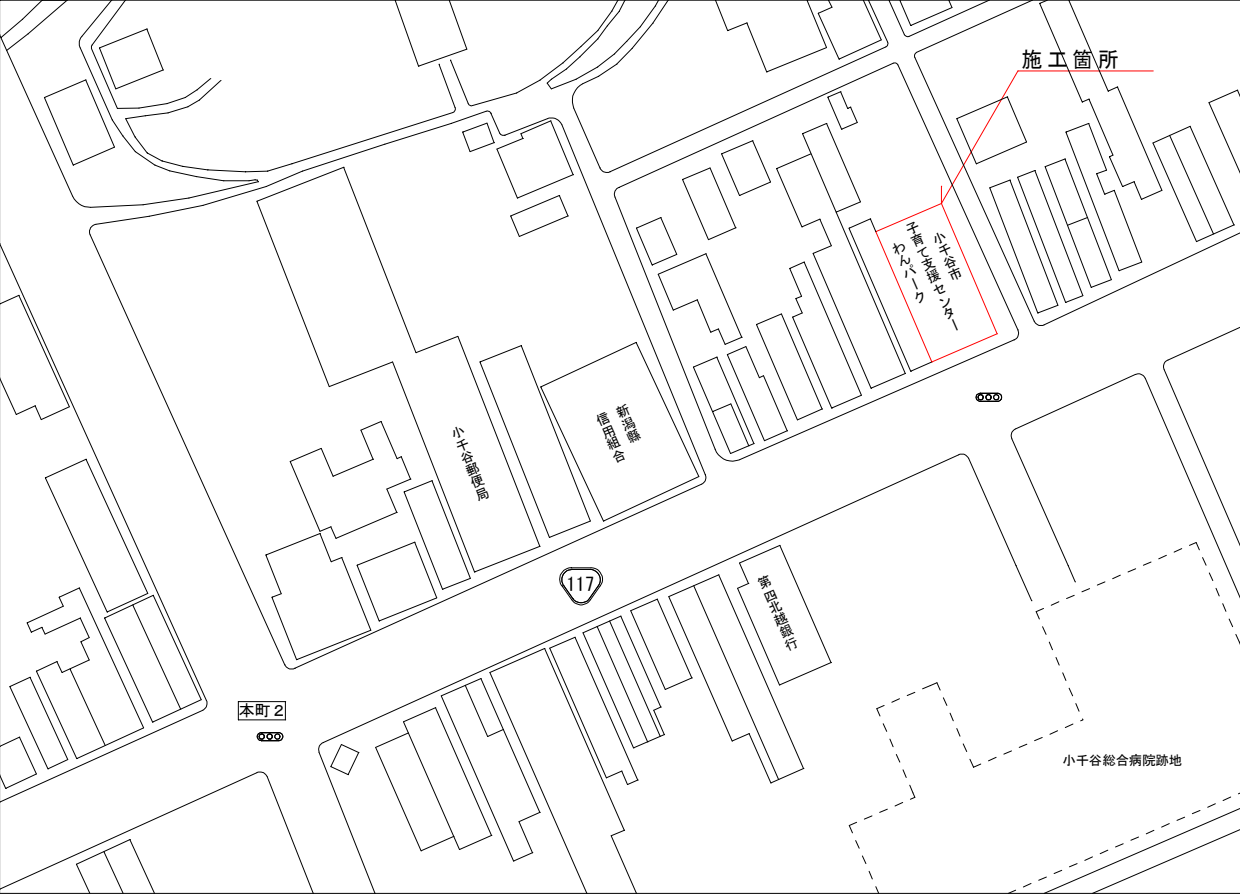 施工箇所
小千谷市
子育て支援センター
わんパーク
新潟縣
信用組合
小千谷郵便局
117
第四北越銀行
本町2
小千谷総合病院跡地